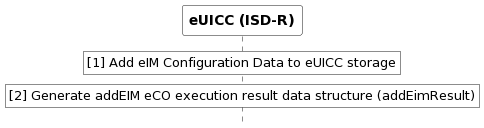 eUICC (ISD-R)
[1] Add eIM Configuration Data to eUICC storage
[2] Generate addEIM eCO execution result data structure (addEimResult)